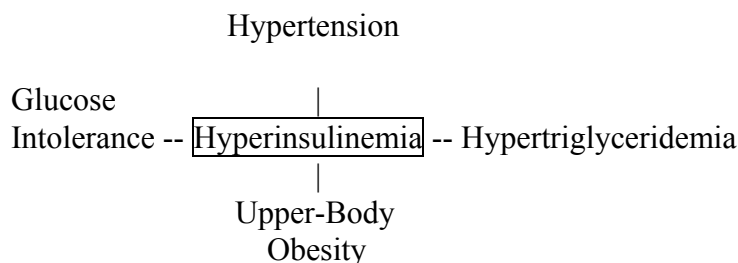 Hypertension
|
Glucose
Intolerance -- Hyperinsulinemia -- Hypertriglyceridemia
|
Upper-Body
Obesity